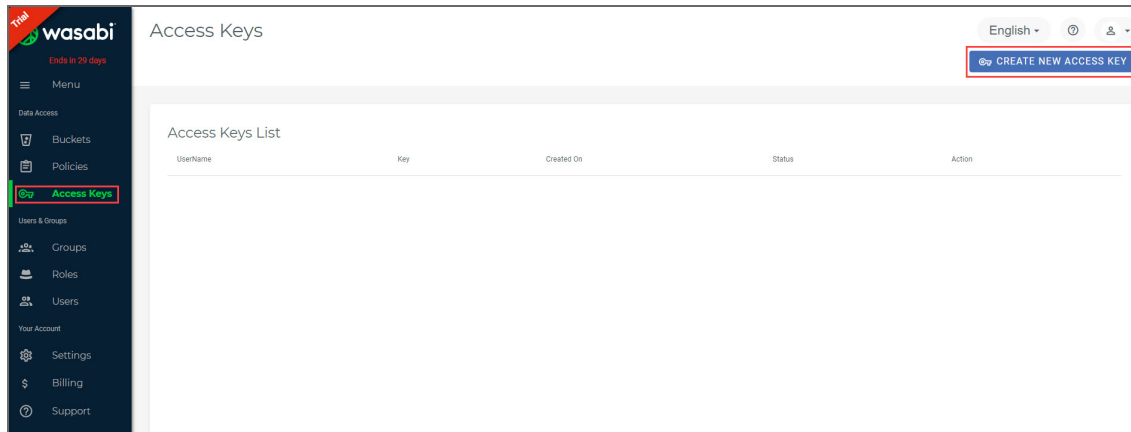 Trial
wasabi
Ends in 29 days
Menu
Data Access
Buckets
Policies
Access Keys
Users & Groups
Groups
Roles
Users
Your Account
Settings
Billing
Support
Access Keys
English
CREATE NEW ACCESS KEY
Access Keys List
UserName Key Created On Status Action